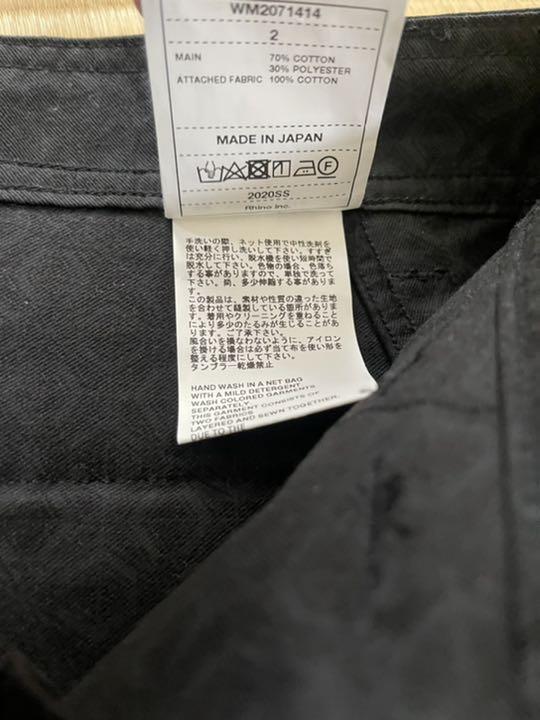 WM2071414
2
MAIN 70% COTTON
30% POLYESTER
ATTACHED FABRIC 100% COTTON
MADE IN JAPAN
F
2020SS
Rhino Inc.
手洗いの際、ネット使用で中性洗剤を
使い軽く押し洗いして下さい。すすぎ
は充分に行い、脱水機を使い短時間で
脱水して下さい。色物の場合、色落ち
する事がありますので、単独で洗って
下さい。尚、多少伸縮する事がありま
す。
この製品は、素材や性質の違った生地
を合わせて縫製している箇所がありま
す。着用やクリーニングを重ねること
により多少のたるみが生じることがあ
ります。ご了承下さい。
風合いを損なわないように、アイロン
を掛ける場合は必ず当て布を使い形を
整える程度にして下さい。
タンブラー乾燥禁止
HAND WASH IN A NET BAG
WITH A MILD DETERGENT.
WASH COLORED GARMENTS
SEPARATELY.
THIS GARMENT CONSISTS OF
TWO FABRICS
LAYERED AND SEWN TOGETHER.
DUE TO THE